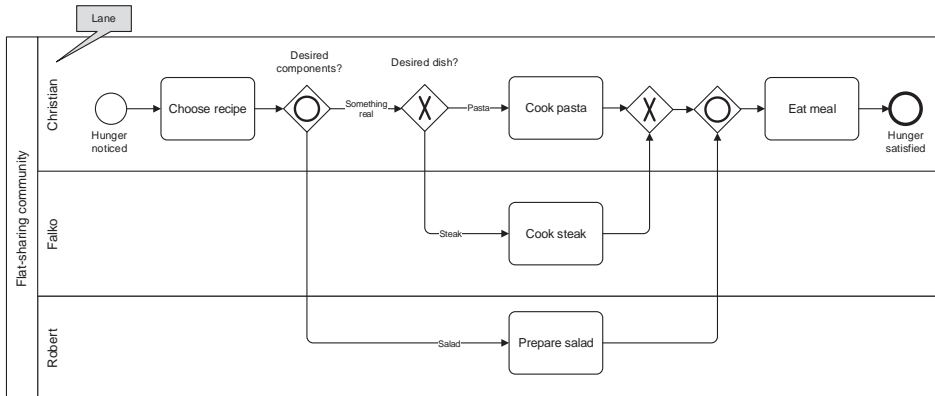 Lane
Flat-sharing community
Christian
Hunger
noticed
Choose recipe
Desired
components?
Something
real
Desired dish?
Pasta
Cook pasta
Eat meal
Hunger
satisfied
Falko
Steak
Cook steak
Robert
Salad
Prepare salad